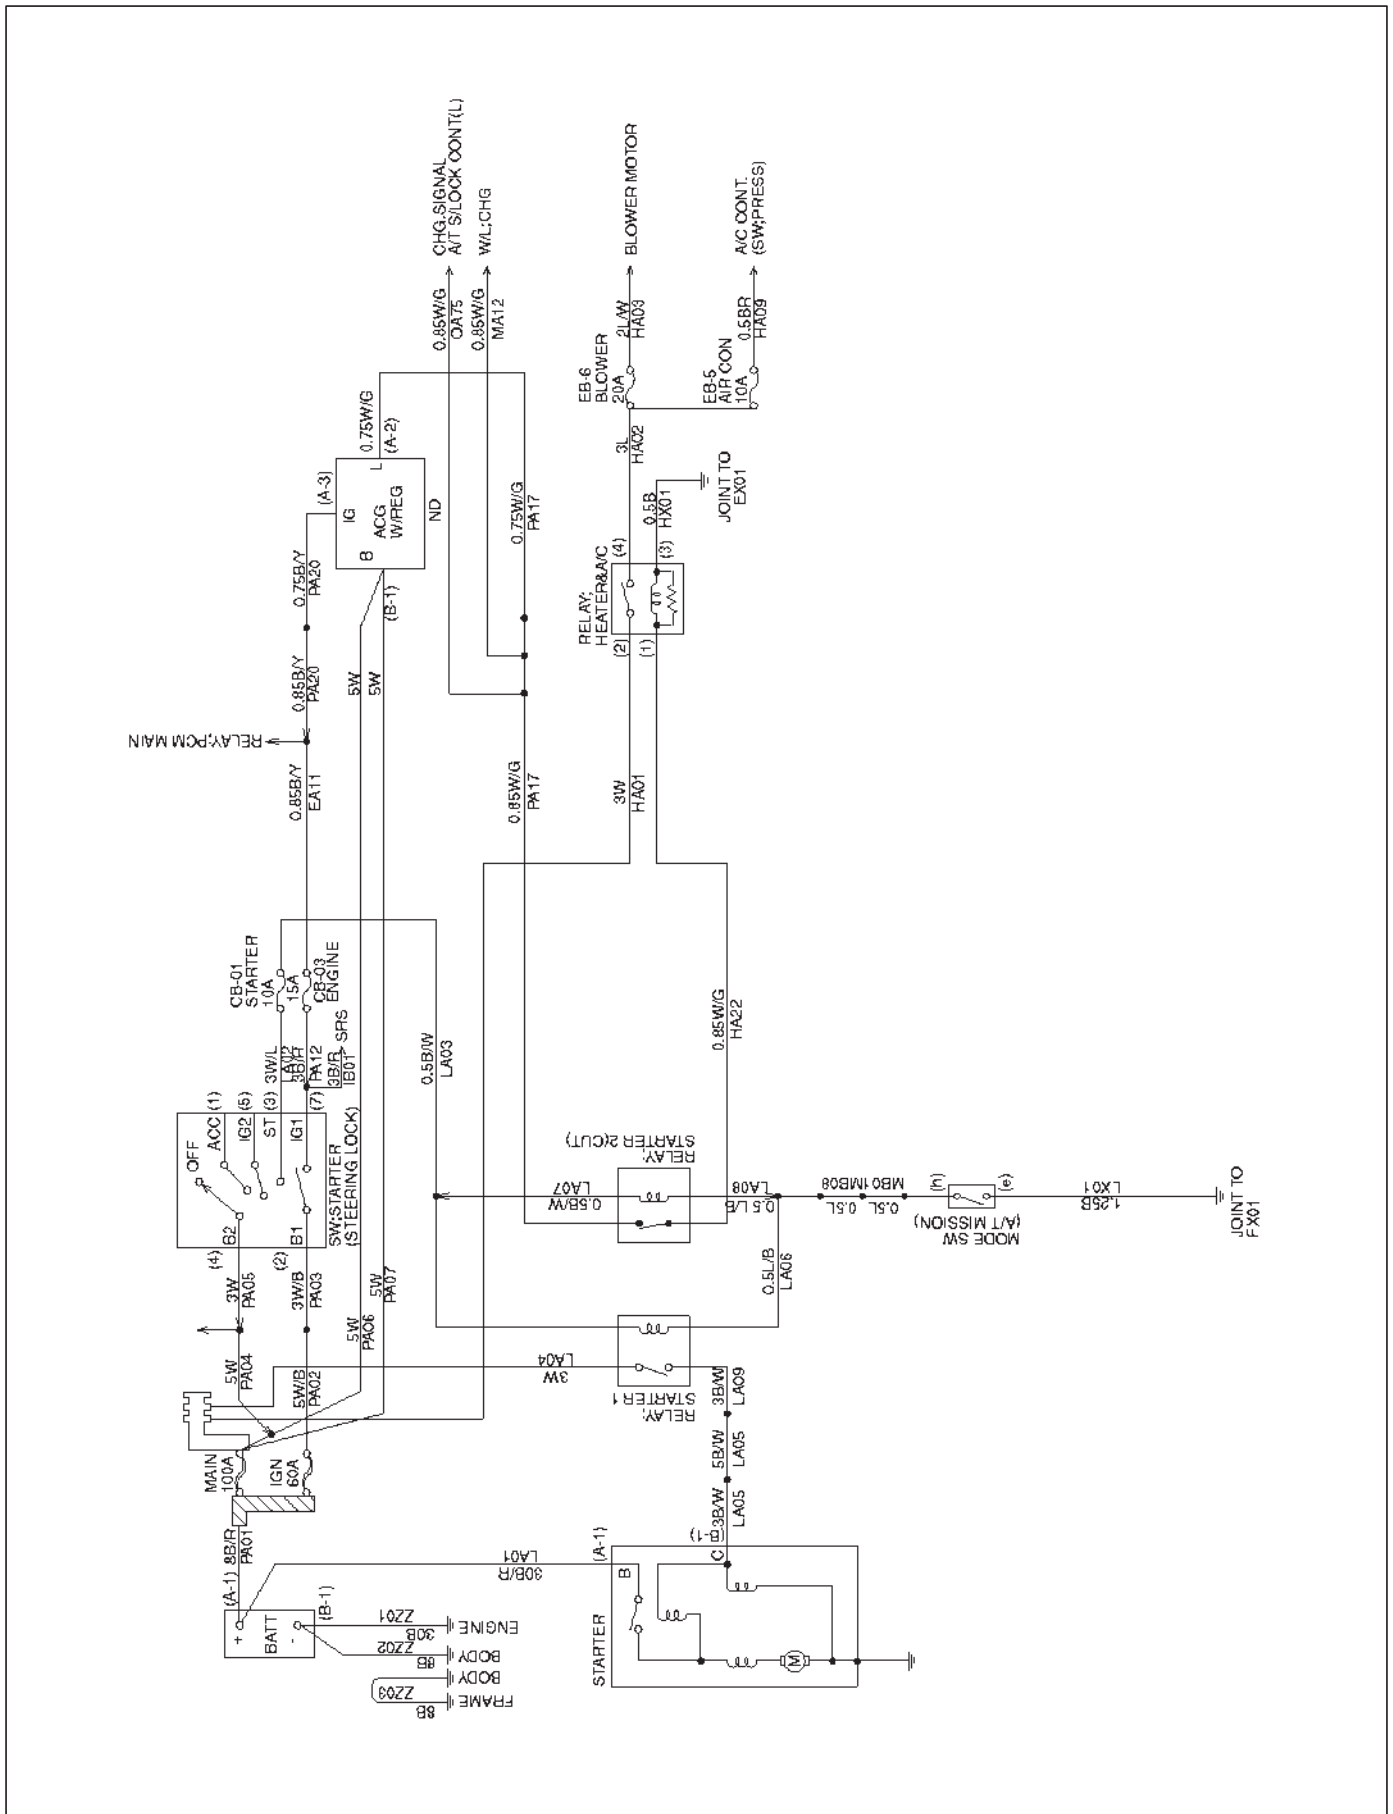 BATT
+
-
(A-1)
8B/R
PA01
(B-1)
30B
ZZ01
ENGINE
8B
ZZ02
BODY
BODY
8B
ZZ03
FRAME
30B/R
LA01
MAIN
100A
IGN
60A
5W
PA04
5W/B
PA02
3W
PA05
3W/B
PA03
(4)
(2)
B2
B1
OFF
ACC
(1)
IG2
(5)
ST
(3)
IG1
(7)
SW;STARTER
(STEERING LOCK)
3W/L
LA02
3B/R
PA12
3B/R
IB01
SRS
CB-01
STARTER
10A
15A
CB-03
ENGINE
5W
PA06
5W
PA07
0.5B/W
LA03
0.85B/Y
EA11
RELAY;PCM MAIN
0.85B/Y
PA20
0.75B/Y
PA20
(A-3)
IG
ACG
W/REG
B
L
ND
(B-1)
(A-2)
5W
5W
0.75W/G
0.85W/G
OA75
CHG.SIGNAL
A/T S/LOCK CONT(L)
0.85W/G
MA12
W/L;CHG
0.75W/G
PA17
0.85W/G
PA17
RELAY;
HEATER&A/C
(2)
(1)
(4)
(3)
3W
HA01
3L
HA02
0.5B
HX01
JOINT TO
EX01
EB-6
BLOWER
20A
2L/W
HA03
BLOWER MOTOR
EB-5
AIR CON
10A
0.5BR
HA09
A/C CONT.
(SW;PRESS)
0.85W/G
HA22
RELAY;
STARTER 2(CUT)
0.5B/W
LA07
0.5 L/B
LA08
0.5L
MB01
0.5L
MB08
(h)
(e)
MODE SW
(A/T MISSION)
1.25B
LX01
JOINT TO
FX01
0.5L/B
LA06
3W
LA04
RELAY;
STARTER 1
3B/W
LA09
5B/W
LA05
3B/W
LA05
(B-1)
(A-1)
B
C
M
STARTER